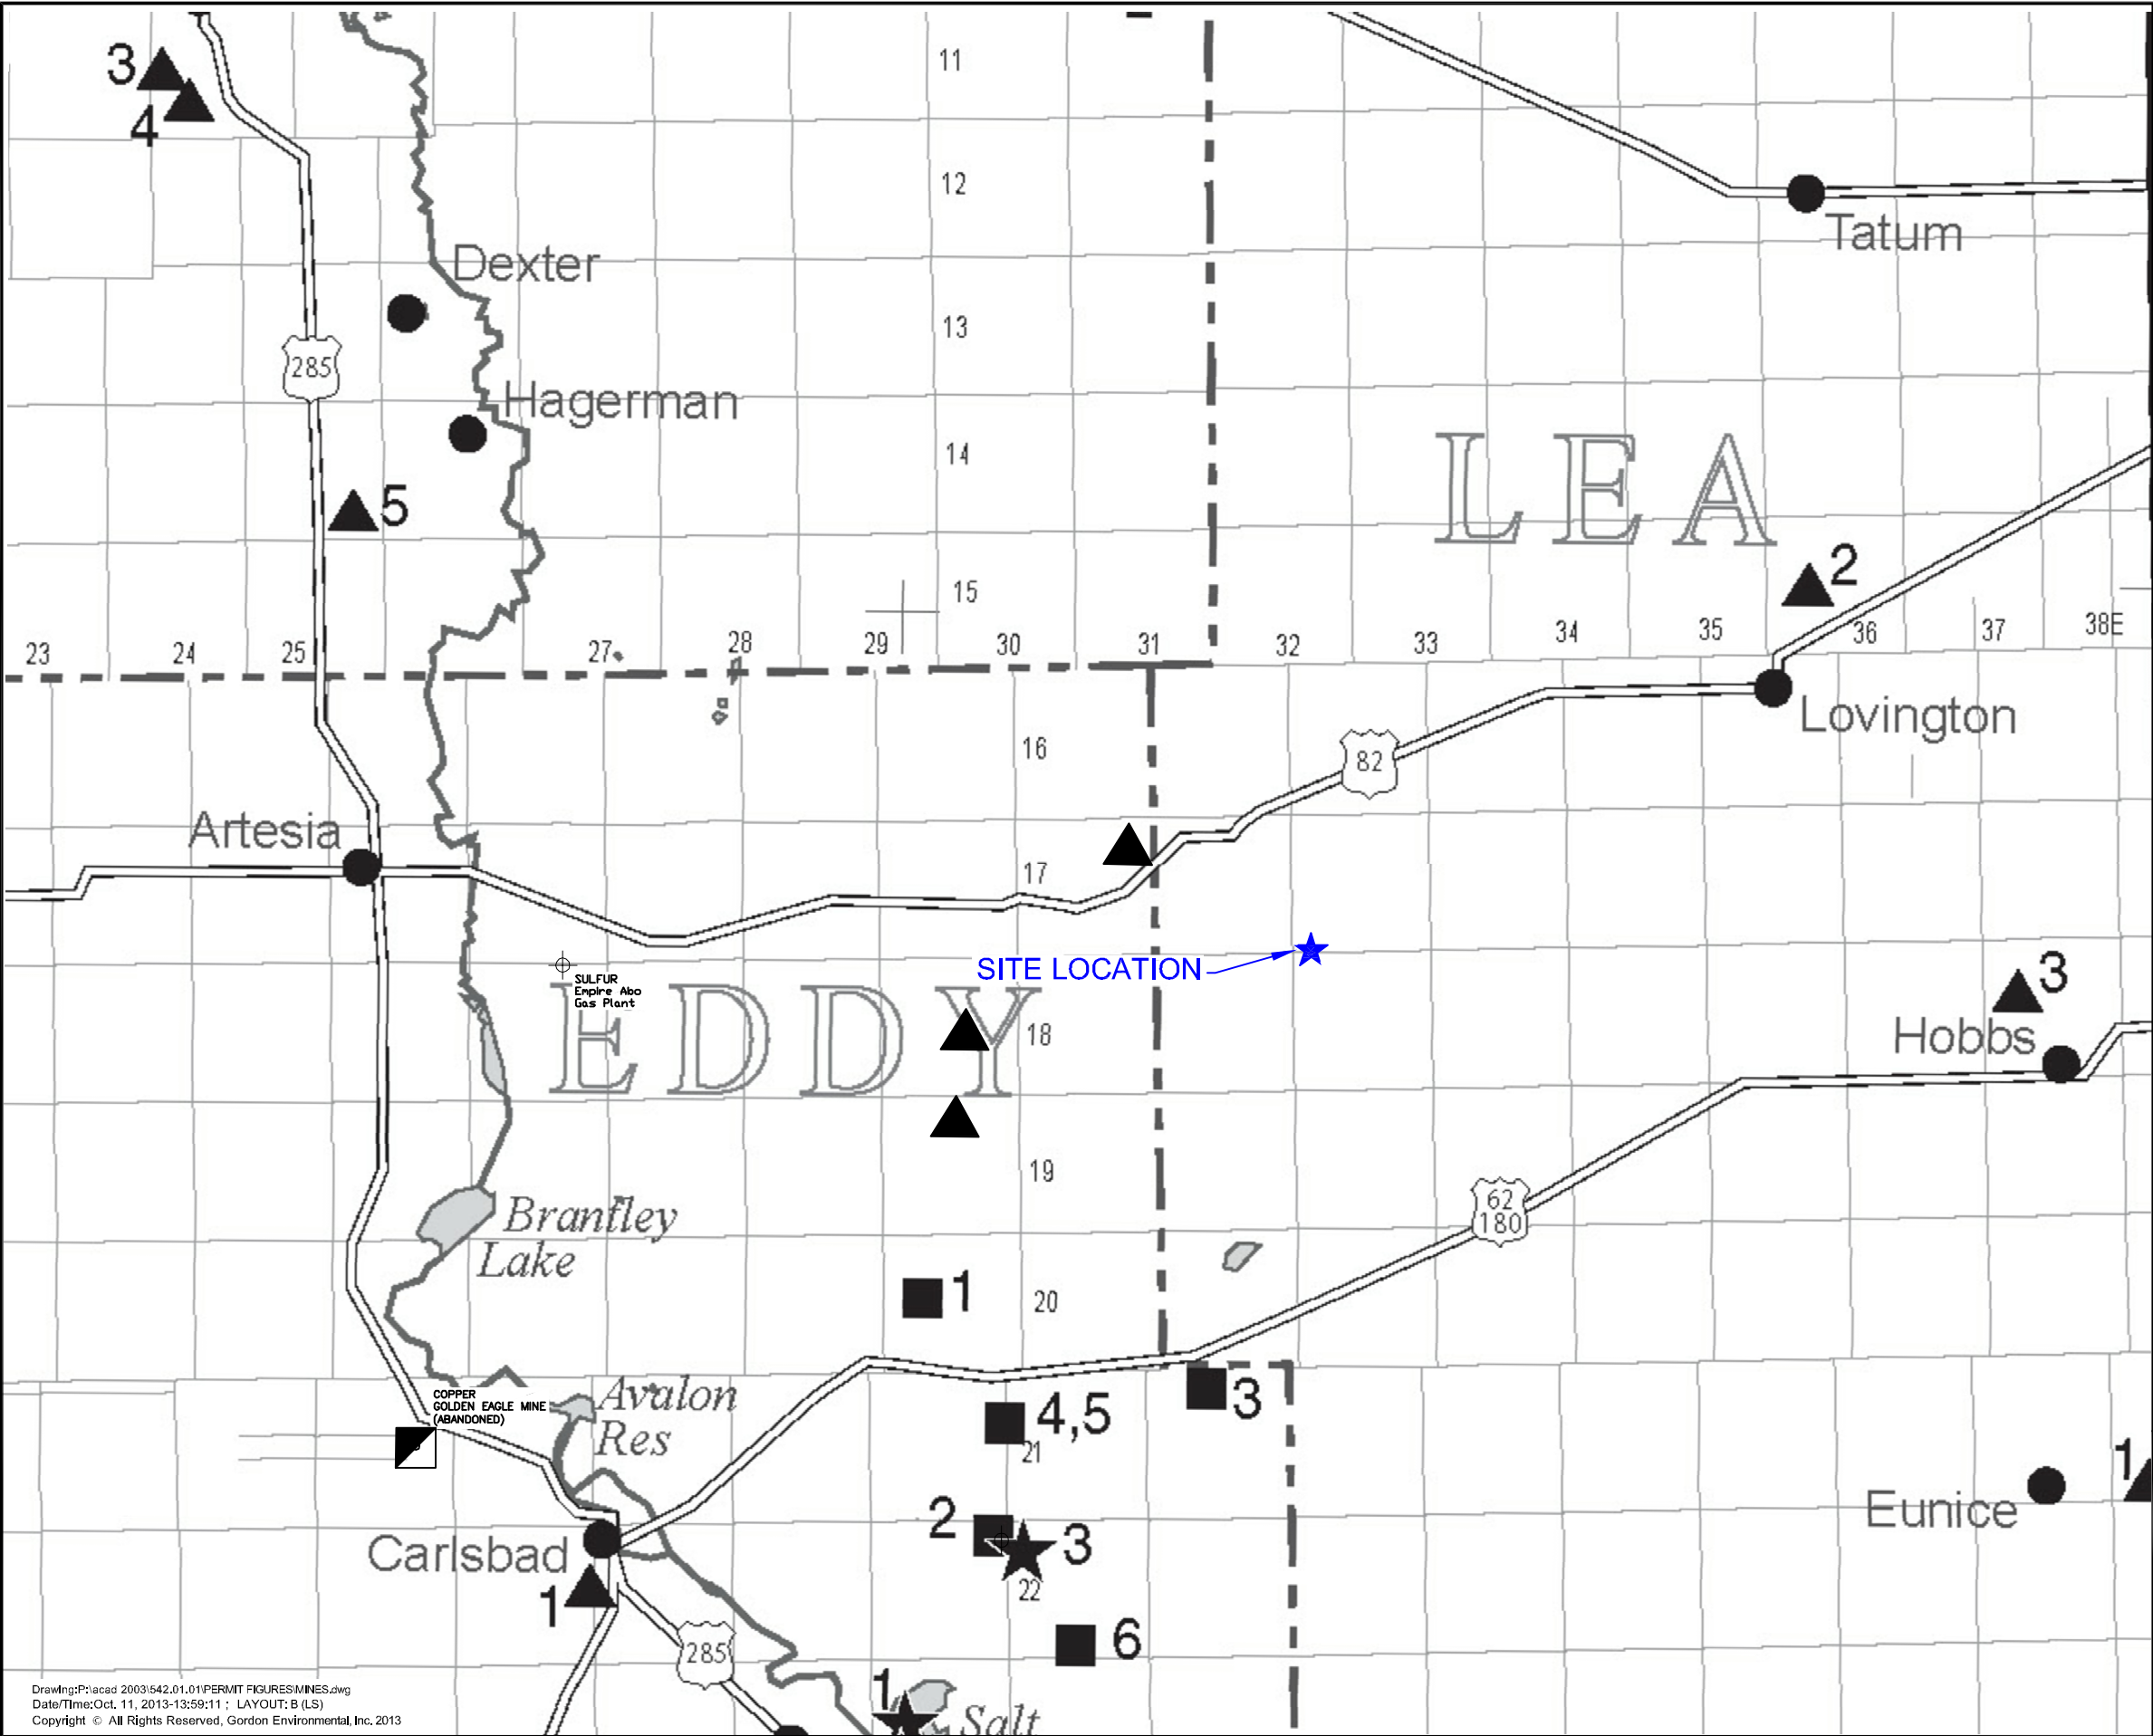 11
3
4
12
Tatum
Dexter
13
285
Hagerman
14
LEA
5
2
15
23 24 25 27 28 29 30 31 32 33 34 35 36 37 38E
Lovington
16
82
Artesia
17
SITE LOCATION
SULFUR
Empire Abo
Gas Plant
3
EDDY
18
Hobbs
19
62
180
Brantley
Lake
1
20
COPPER
GOLDEN EAGLE MINE
(ABANDONED)
Avalon
Res
3
4,5
21
1
Eunice
2
3
Carlsbad
22
1
6
285
1
Salt
Drawing:P:\acad 2003\542.01.01\PERMIT FIGURES\MINES.dwg
Date/Time:Oct. 11, 2013-13:59:11 ; LAYOUT: B (LS)
Copyright © All Rights Reserved, Gordon Environmental, Inc. 2013